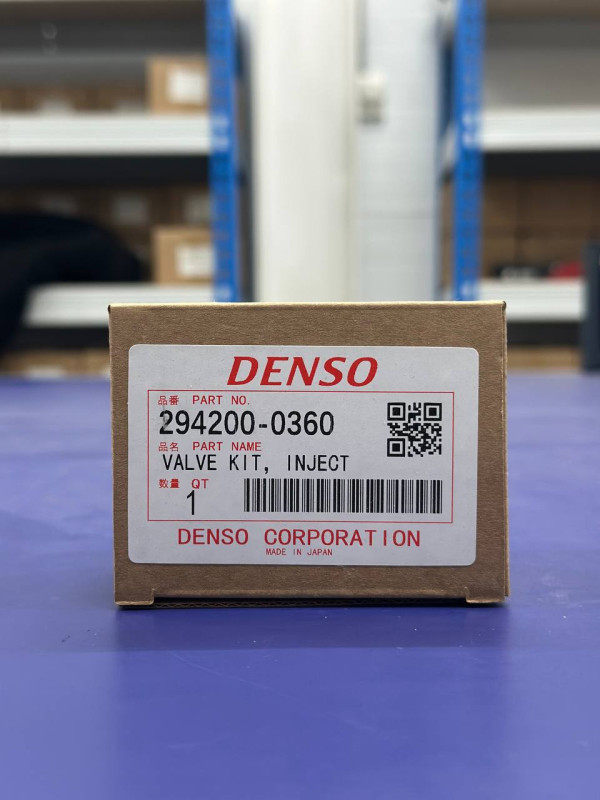 DENSO
品番 PART NO.
294200-0360
品名 PART NAME
VALVE KIT, INJECT
数量 QT
1
DENSO CORPORATION
MADE IN JAPAN